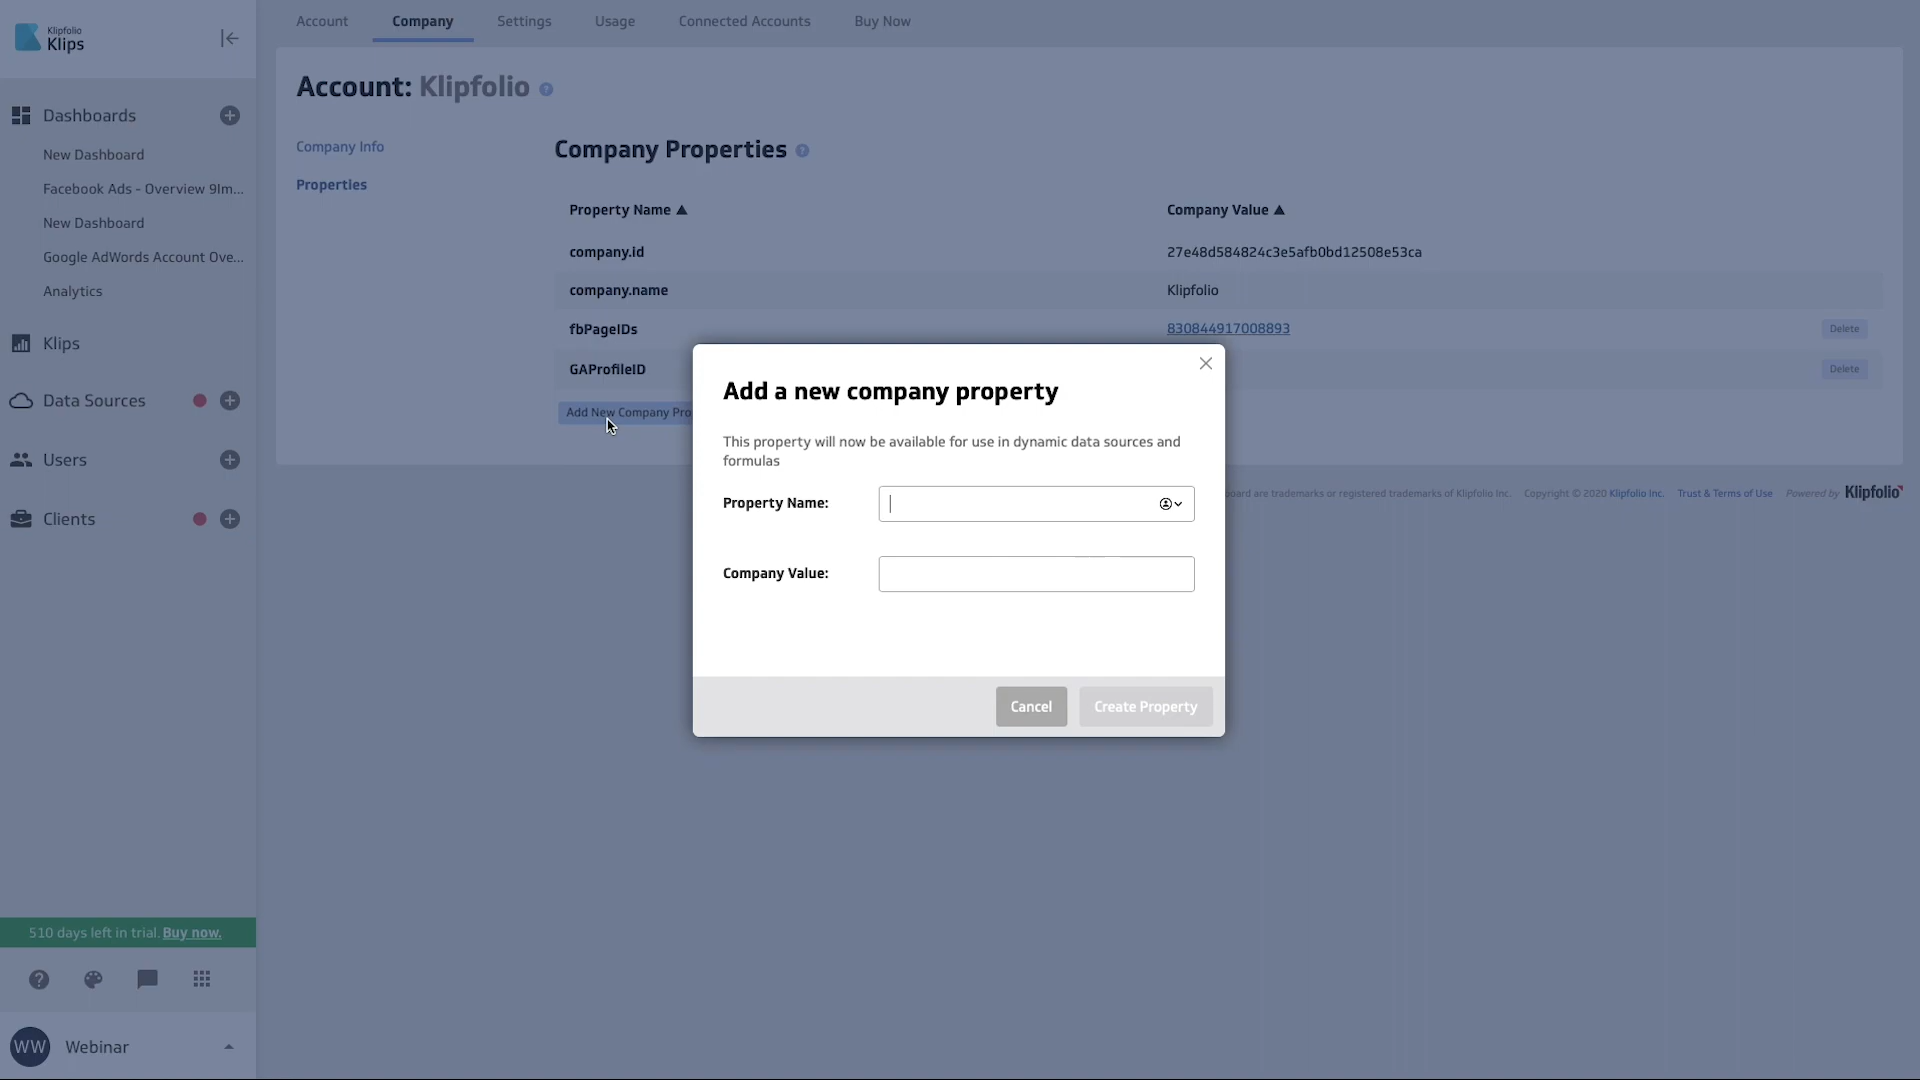 Klipfolio
Klips
Account
Company
Settings
Usage
Connected Accounts
Buy Now
Dashboards
New Dashboard
Facebook Ads - Overview 9lm...
New Dashboard
Google AdWords Account Ove...
Analytics
Klips
Data Sources
Users
Clients
510 days left in trial. Buy now.
WW
Webinar
Account: Klipfolio
Company Info
Properties
Company Properties
Property Name ▲
Company Value ▲
company.id
27e48d584824c3e5afb0bd12508e53ca
company.name
Klipfolio
fbPageIDs
830844917008893
Delete
GAProfileID
Delete
Add New Company Pro
Add a new company property
This property will now be available for use in dynamic data sources and
formulas
Property Name:
Company Value:
Cancel
Create Property
board are trademarks or registered trademarks of Klipfolio Inc. Copyright © 2020 Klipfolio Inc. Trust & Terms of Use Powered by Klipfolio